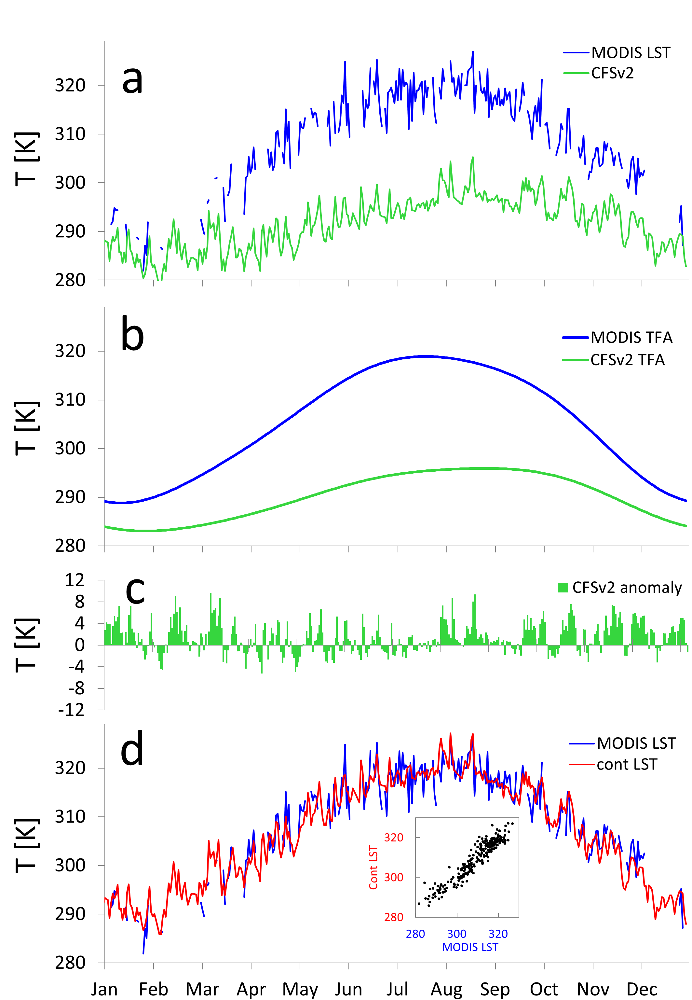 a
MODIS LST
CFSv2
T [K]
320
310
300
290
280
b
MODIS TFA
CFSv2 TFA
T [K]
320
310
300
290
280
c
CFSv2 anomaly
T [K]
12
8
4
0
-4
-8
-12
d
MODIS LST
cont LST
T [K]
320
310
300
290
280
Cont LST
320
300
280
280 300 320
MODIS LST
Jan Feb Mar Apr May Jun Jul Aug Sep Oct Nov Dec